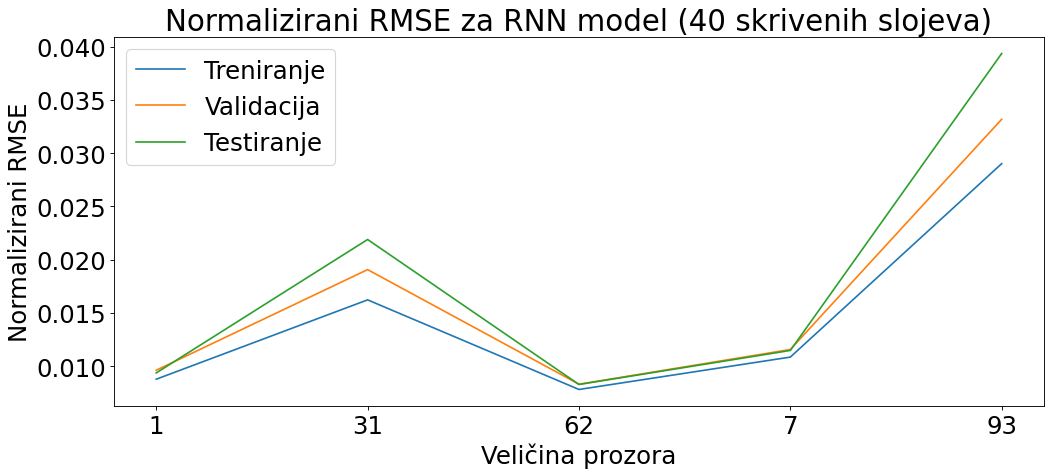 Normalizirani RMSE za RNN model (40 skrivenih slojeva)
Treniranje
Validacija
Testiranje
Normalizirani RMSE
0.040
0.035
0.030
0.025
0.020
0.015
0.010
1 31 62 7 93
Veličina prozora